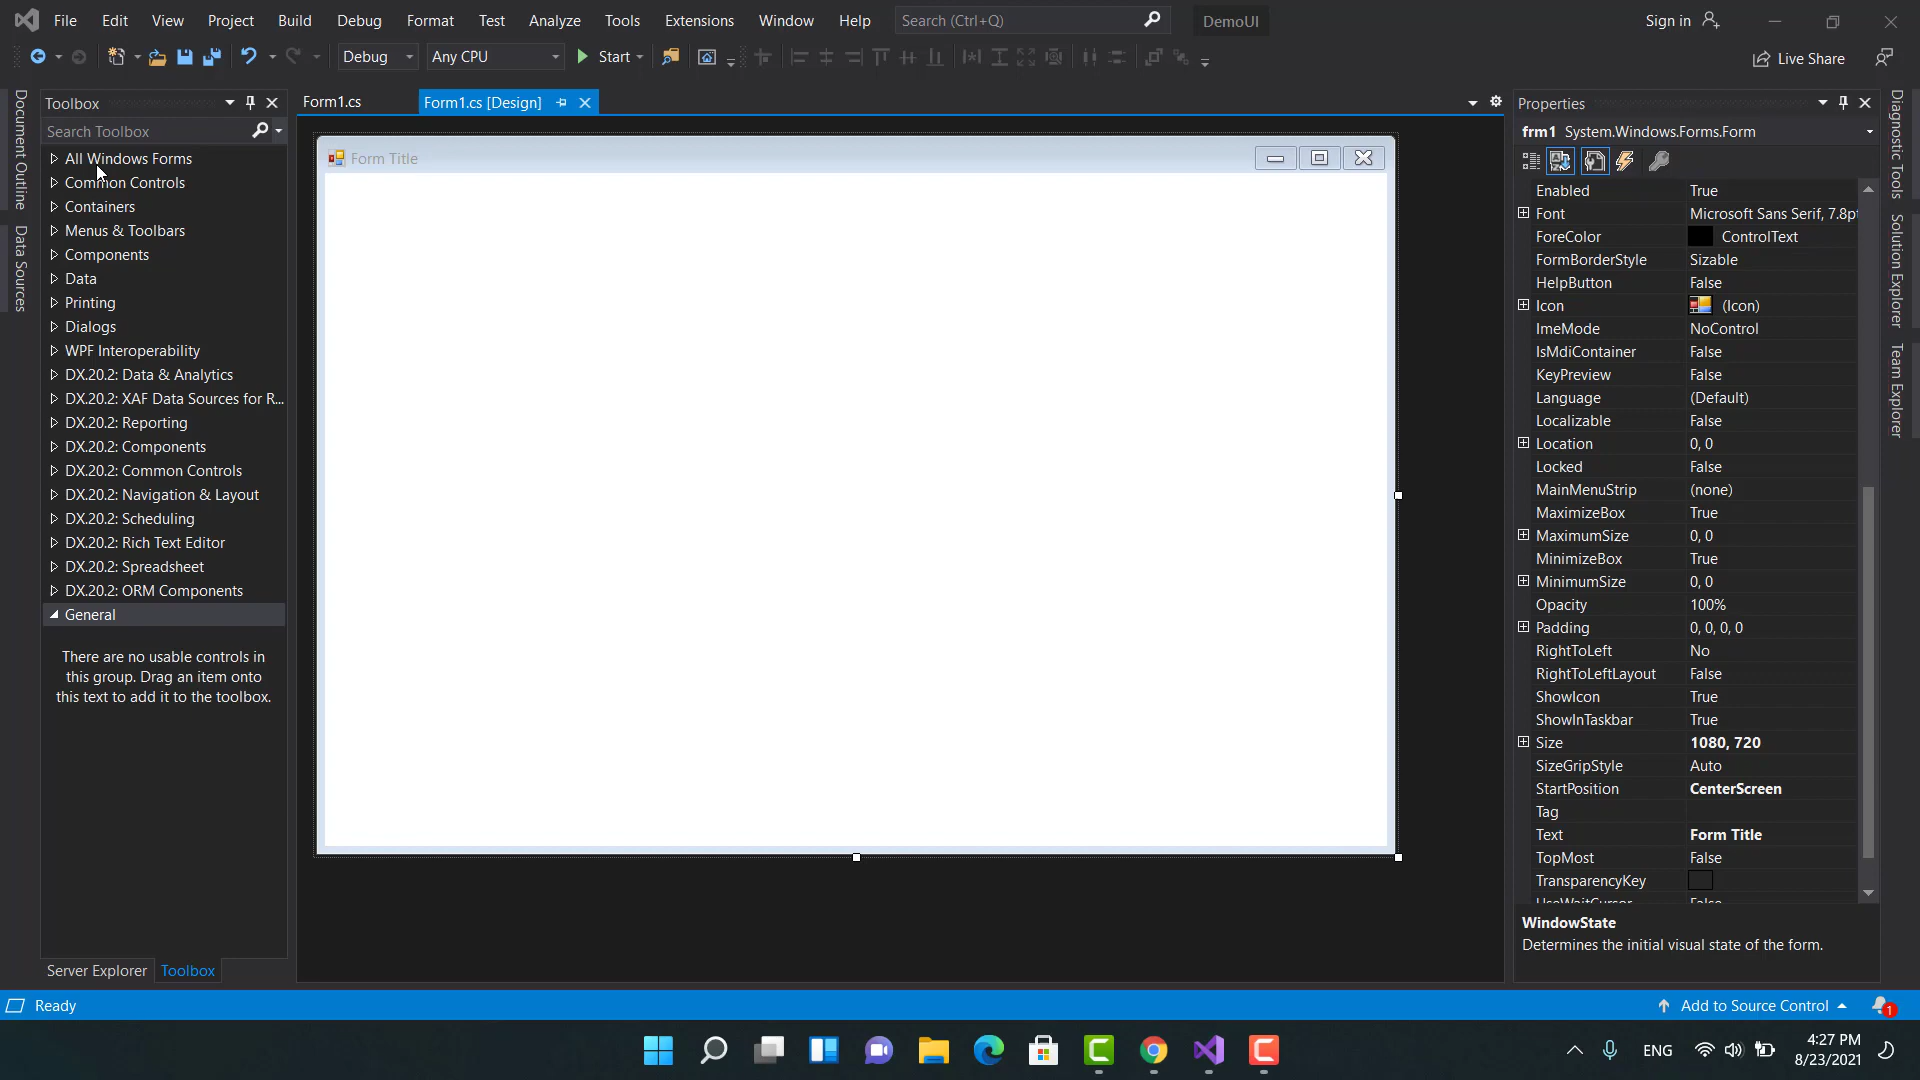 File Edit View Project Build Debug Format Test Analyze Tools Extensions Window Help Search (Ctrl+Q) DemoUI Sign in
Debug Any CPU Start Live Share
Document Outline
Data Sources
Toolbox
Search Toolbox
All Windows Forms
Common Controls
Containers
Menus & Toolbars
Components
Data
Printing
Dialogs
WPF Interoperability
DX.20.2: Data & Analytics
DX.20.2: XAF Data Sources for R...
DX.20.2: Reporting
DX.20.2: Components
DX.20.2: Common Controls
DX.20.2: Navigation & Layout
DX.20.2: Scheduling
DX.20.2: Rich Text Editor
DX.20.2: Spreadsheet
DX.20.2: ORM Components
General
There are no usable controls in
this group. Drag an item onto
this text to add it to the toolbox.
Server Explorer Toolbox
Form1.cs Form1.cs [Design]
Form Title
Properties
frm1 System.Windows.Forms.Form
Enabled True
Font Microsoft Sans Serif, 7.8pt
ForeColor ControlText
FormBorderStyle Sizable
HelpButton False
Icon (Icon)
ImeMode NoControl
IsMdiContainer False
KeyPreview False
Language (Default)
Localizable False
Location 0, 0
Locked False
MainMenuStrip (none)
MaximizeBox True
MaximumSize 0, 0
MinimizeBox True
MinimumSize 0, 0
Opacity 100%
Padding 0, 0, 0, 0
RightToLeft No
RightToLeftLayout False
ShowIcon True
ShowInTaskbar True
Size 1080, 720
SizeGripStyle Auto
StartPosition CenterScreen
Tag
Text Form Title
TopMost False
TransparencyKey
UseWaitCursor False
WindowState
Determines the initial visual state of the form.
Diagnostic Tools
Solution Explorer
Team Explorer
Ready Add to Source Control 1
ENG 4:27 PM
8/23/2021